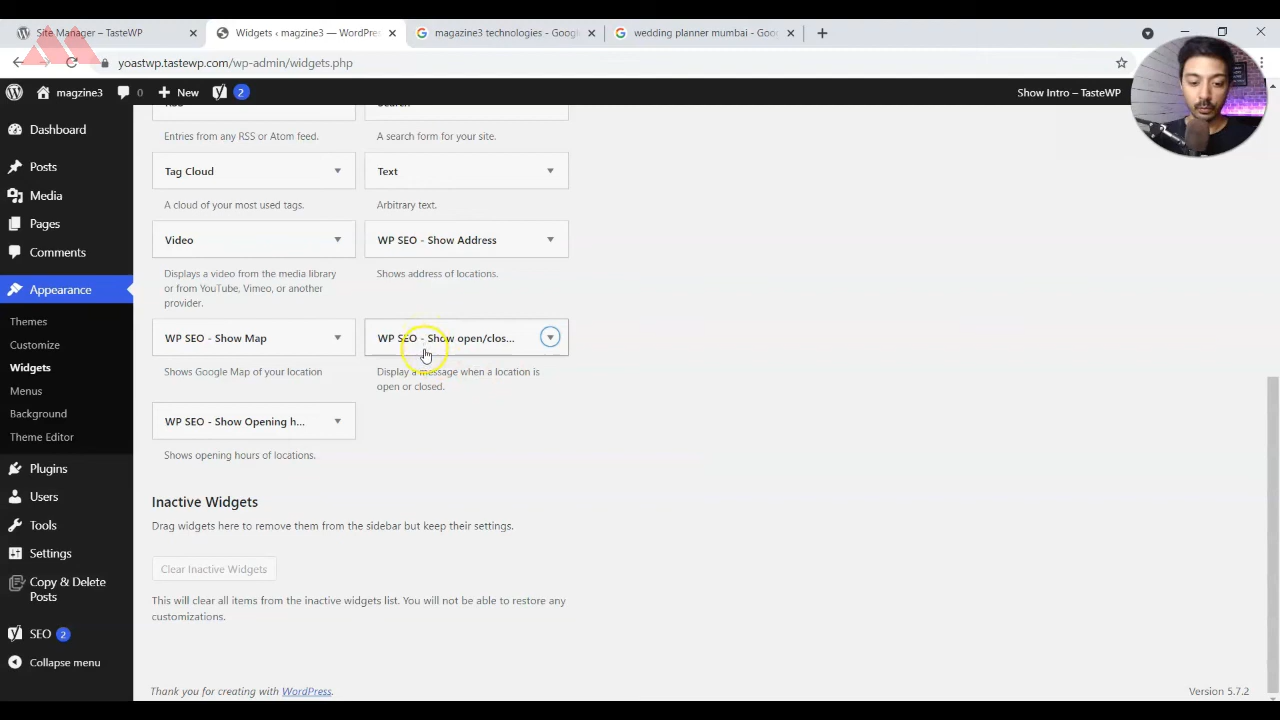 Site Manager – TasteWP
Widgets ‹ magzine3 — WordPre
magazine3 technologies - Google
wedding planner mumbai - Goo
yoastwp.tastewp.com/wp-admin/widgets.php
magzine3
0
New
2
Show Intro – TasteWP
Dashboard
Posts
Media
Pages
Comments
Appearance
Themes
Customize
Widgets
Menus
Background
Theme Editor
Plugins
Users
Tools
Settings
Copy & Delete
Posts
SEO 2
Collapse menu
Entries from any RSS or Atom feed.
A search form for your site.
Tag Cloud
Text
A cloud of your most used tags.
Arbitrary text.
Video
WP SEO - Show Address
Displays a video from the media library
or from YouTube, Vimeo, or another
provider.
Shows address of locations.
WP SEO - Show Map
WP SEO - Show open/clos...
Shows Google Map of your location
Display a message when a location is
open or closed.
WP SEO - Show Opening h...
Shows opening hours of locations.
Inactive Widgets
Drag widgets here to remove them from the sidebar but keep their settings.
Clear Inactive Widgets
This will clear all items from the inactive widgets list. You will not be able to restore any
customizations.
Thank you for creating with WordPress.
Version 5.7.2